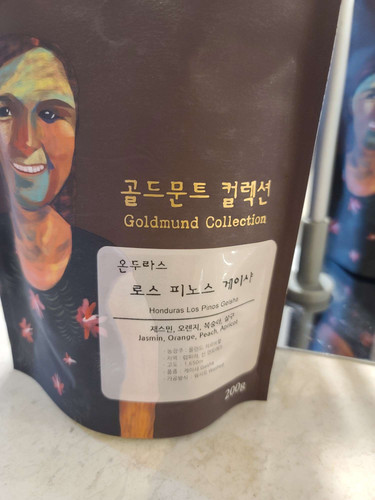 골드문트 컬렉션
Goldmund Collection
온두라스
로스 피노스 게이샤
Honduras Los Pinos Geisha
재스민, 오렌지, 복숭아, 살구
Jasmin, Orange, Peach, Apricot
200g